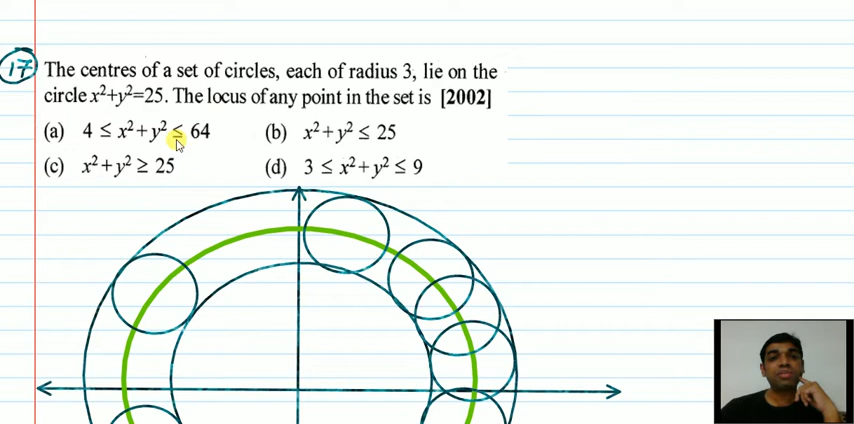 17 The centres of a set of circles, each of radius 3, lie on the
circle x²+y²=25. The locus of any point in the set is [2002]
(a) 4 ≤ x²+y² ≤ 64 (b) x²+y² ≤ 25
(c) x²+y² ≥ 25 (d) 3 ≤ x²+y² ≤ 9